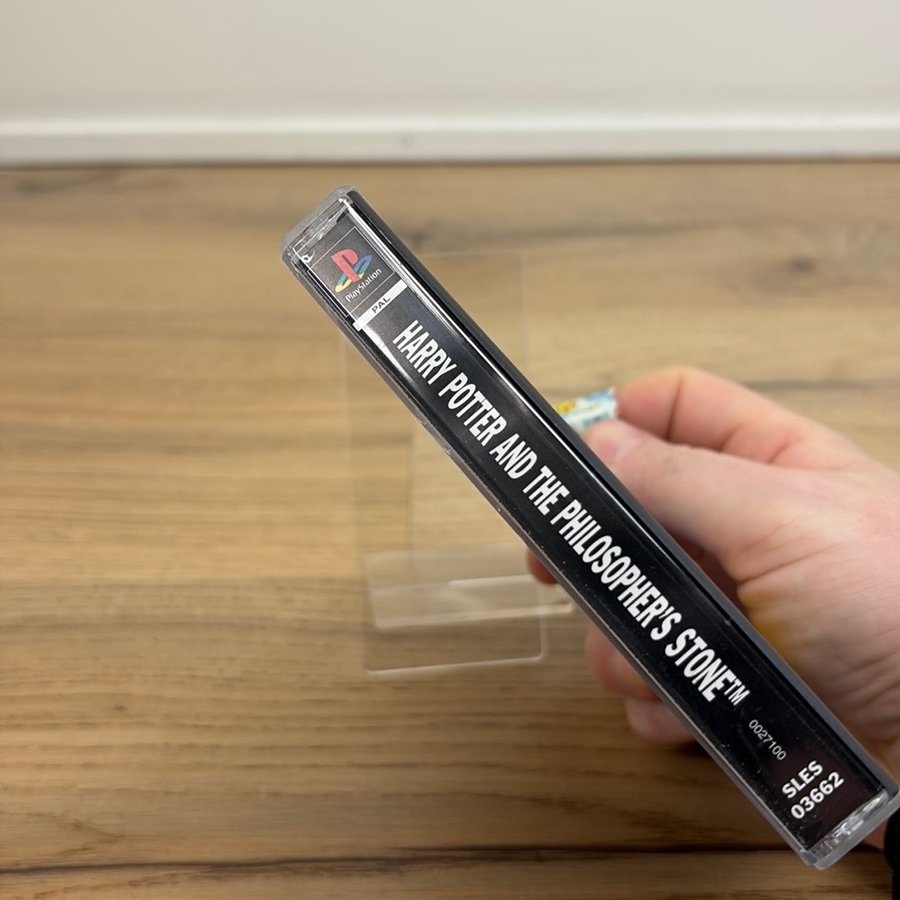 PlayStation
PAL
HARRY POTTER AND THE PHILOSOPHER'S STONE™
0027100
SLES
03662